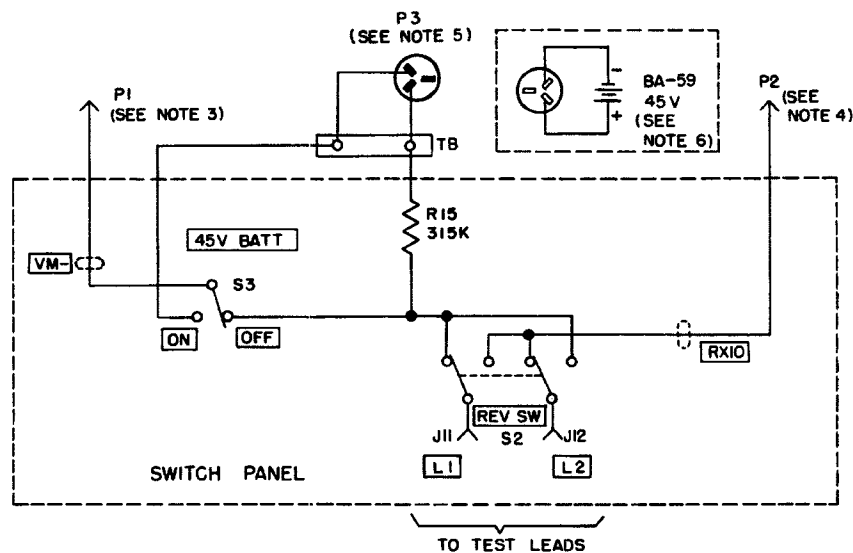 P3
(SEE NOTE 5)
P1
(SEE NOTE 3)
BA-59
45V
(SEE
NOTE 6)
-
+
P2
(SEE
NOTE 4)
TB
R15
315K
45V BATT
VM-
S3
ON
OFF
RX10
REV SW
J11
S2
J12
L1
L2
SWITCH PANEL
TO TEST LEADS